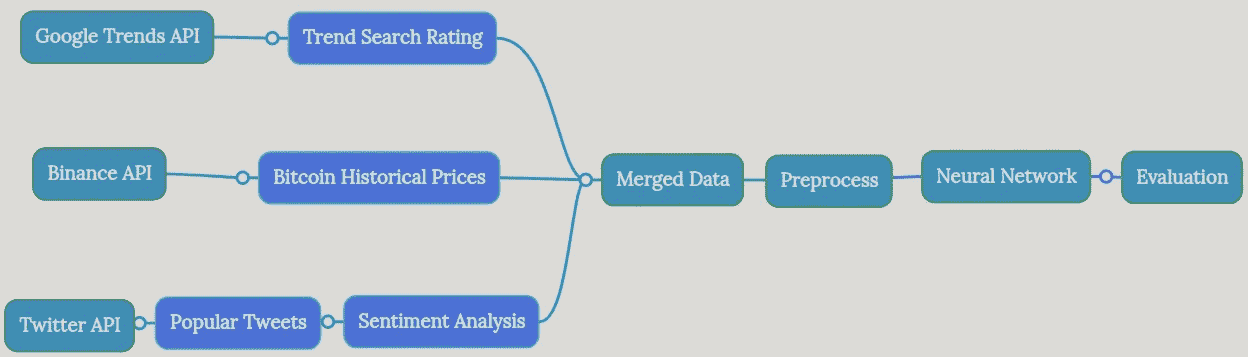 Google Trends API
Trend Search Rating
Binance API
Bitcoin Historical Prices
Merged Data
Preprocess
Neural Network
Evaluation
Twitter API
Popular Tweets
Sentiment Analysis